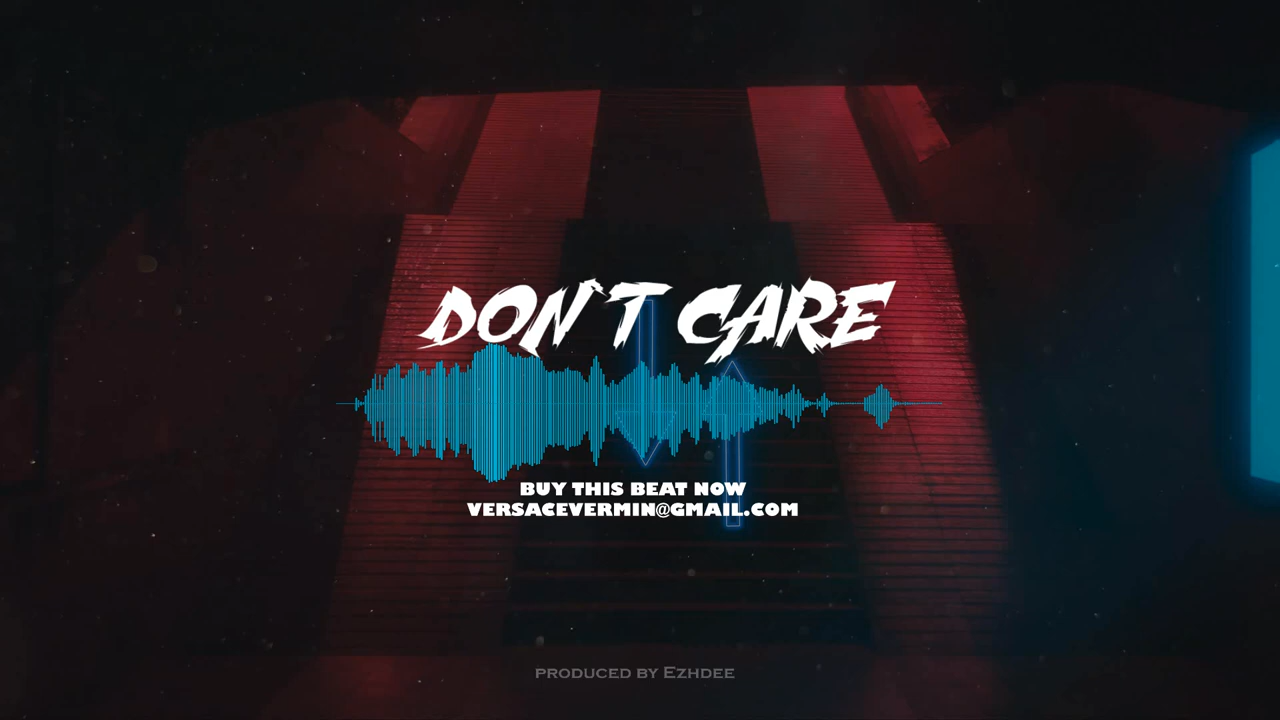 DON'T CARE
BUY THIS BEAT NOW
VERSACEVERMIN@GMAIL.COM
PRODUCED BY EZHDEE